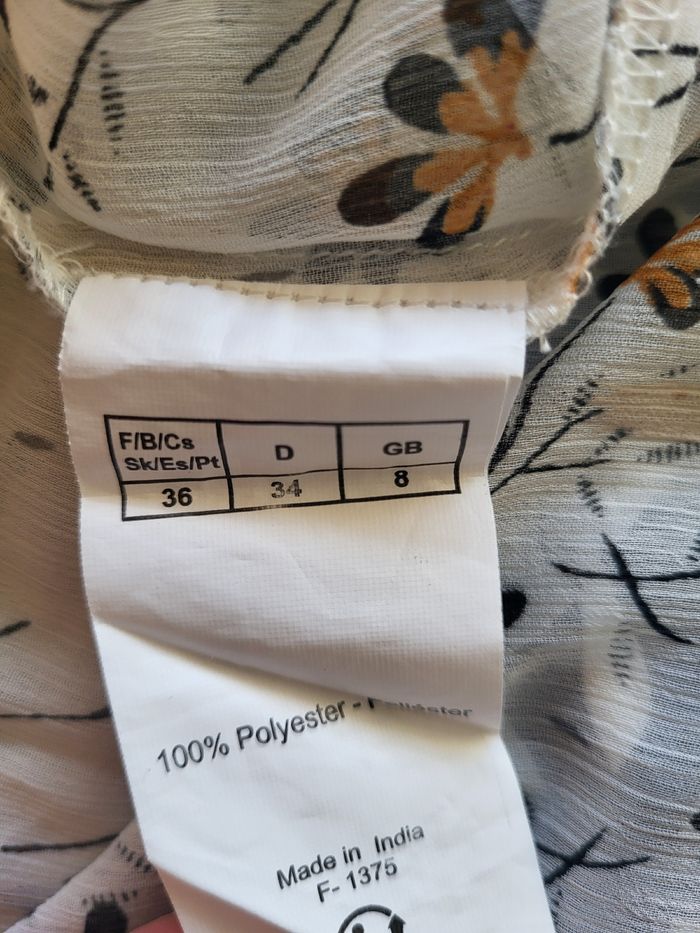 F/B/Cs D GB
Sk/Es/Pt
36 34 8
100% Polyester -
Made in India
F- 1375